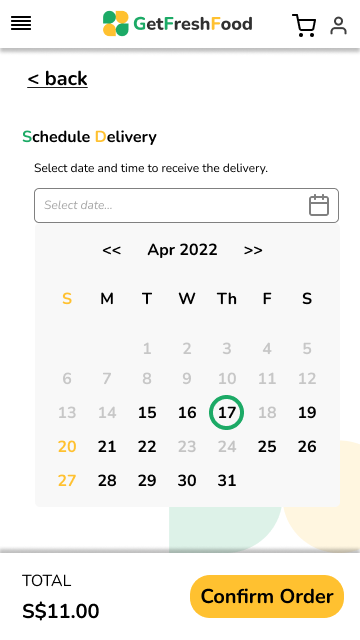 GetFreshFood
< back
Schedule Delivery
Select date and time to receive the delivery.
Select date...
<< Apr 2022 >>
S M T W Th F S
1 2 3 4 5
6 7 8 9 10 11 12
13 14 15 16 17 18 19
20 21 22 23 24 25 26
27 28 29 30 31
TOTAL
S$11.00
Confirm Order